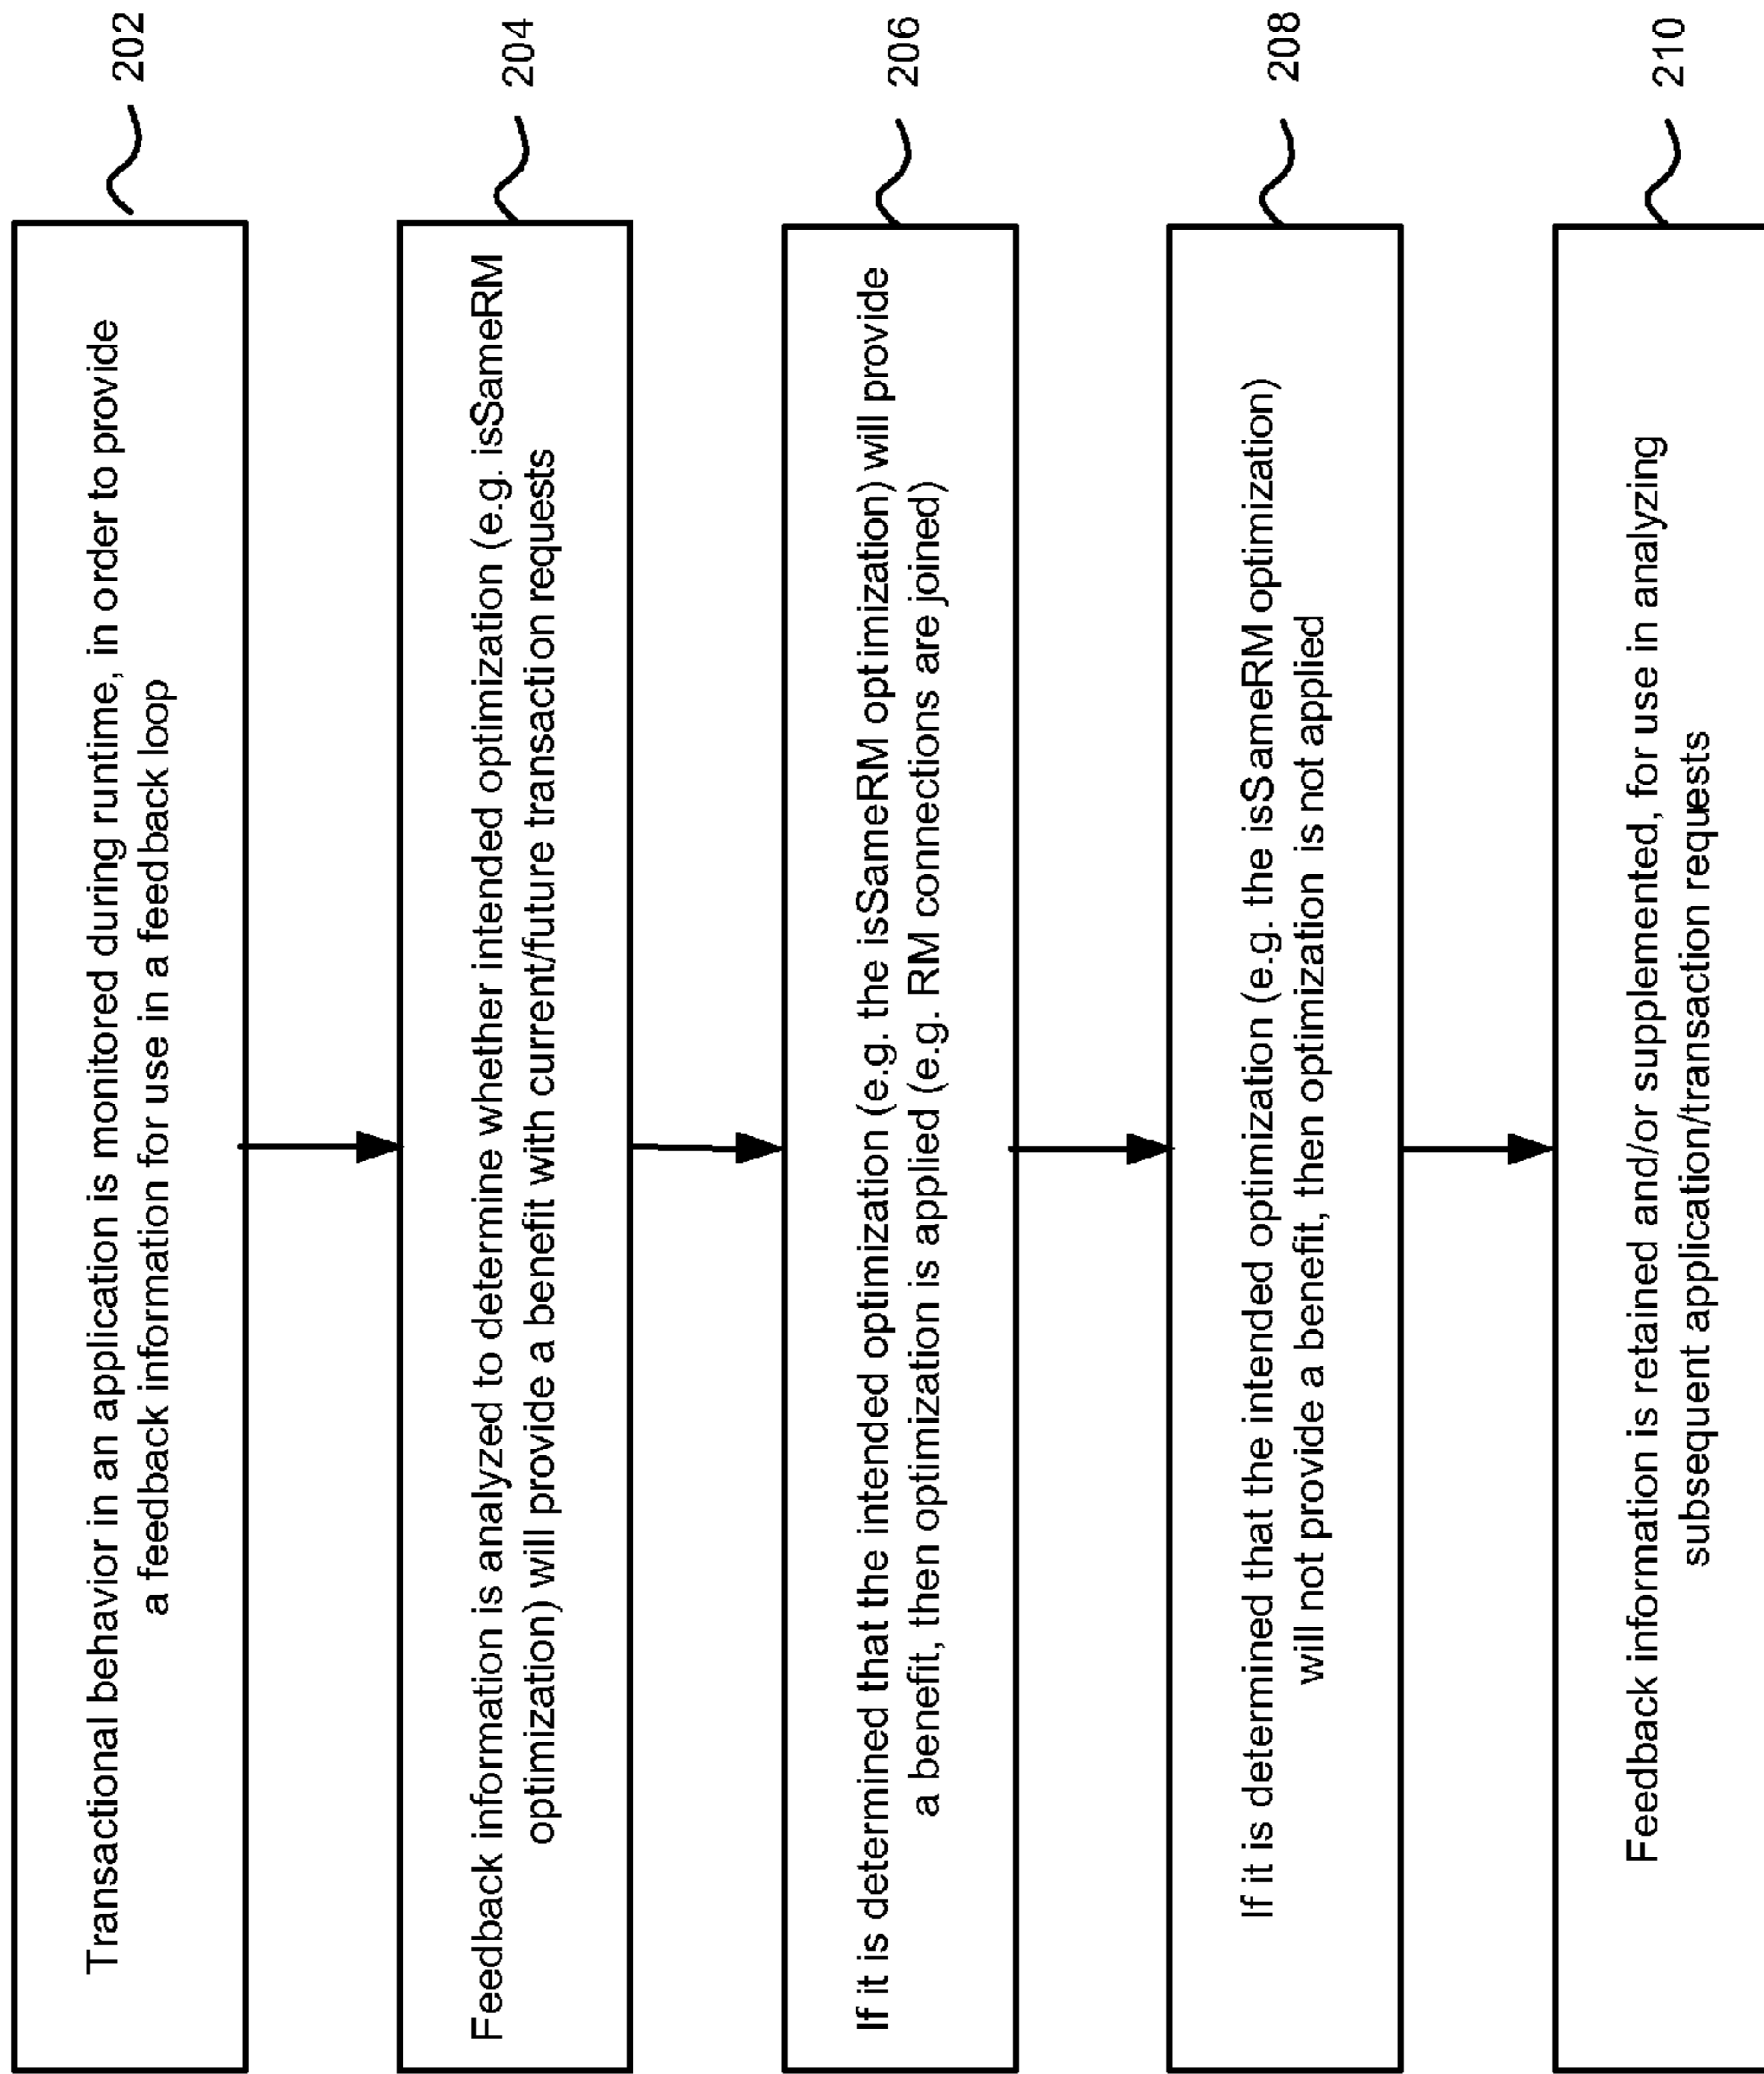 Transactional behavior in an application is monitored during runtime, in order to provide
a feedback information for use in a feedback loop
202
Feedback information is analyzed to determine whether intended optimization (e.g. isSameRM
optimization) will provide a benefit with current/future transaction requests
204
If it is determined that the intended optimization (e.g. the isSameRM optimization) will provide
a benefit, then optimization is applied (e.g. RM connections are joined)
206
If it is determined that the intended optimization (e.g. the isSameRM optimization)
will not provide a benefit, then optimization is not applied
208
Feedback information is retained and/or supplemented, for use in analyzing
subsequent application/transaction requests
210